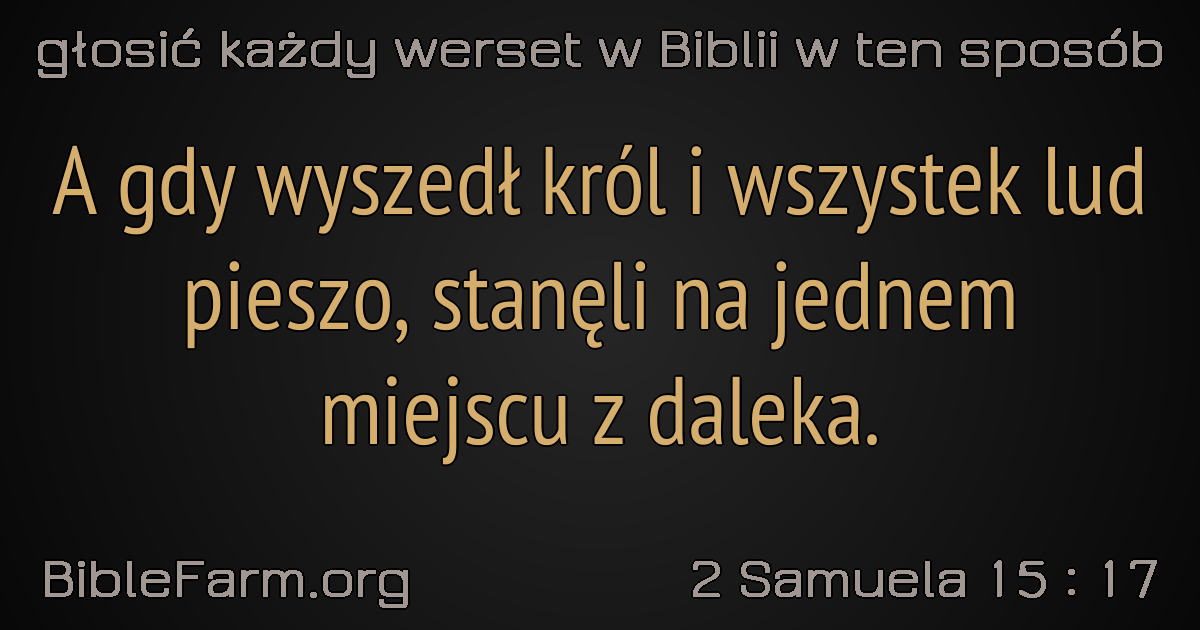 głosić każdy werset w Biblii w ten sposób
A gdy wyszedł król i wszystek lud
pieszo, stanęli na jednem
miejscu z daleka.
BibleFarm.org
2 Samuela 15 : 17